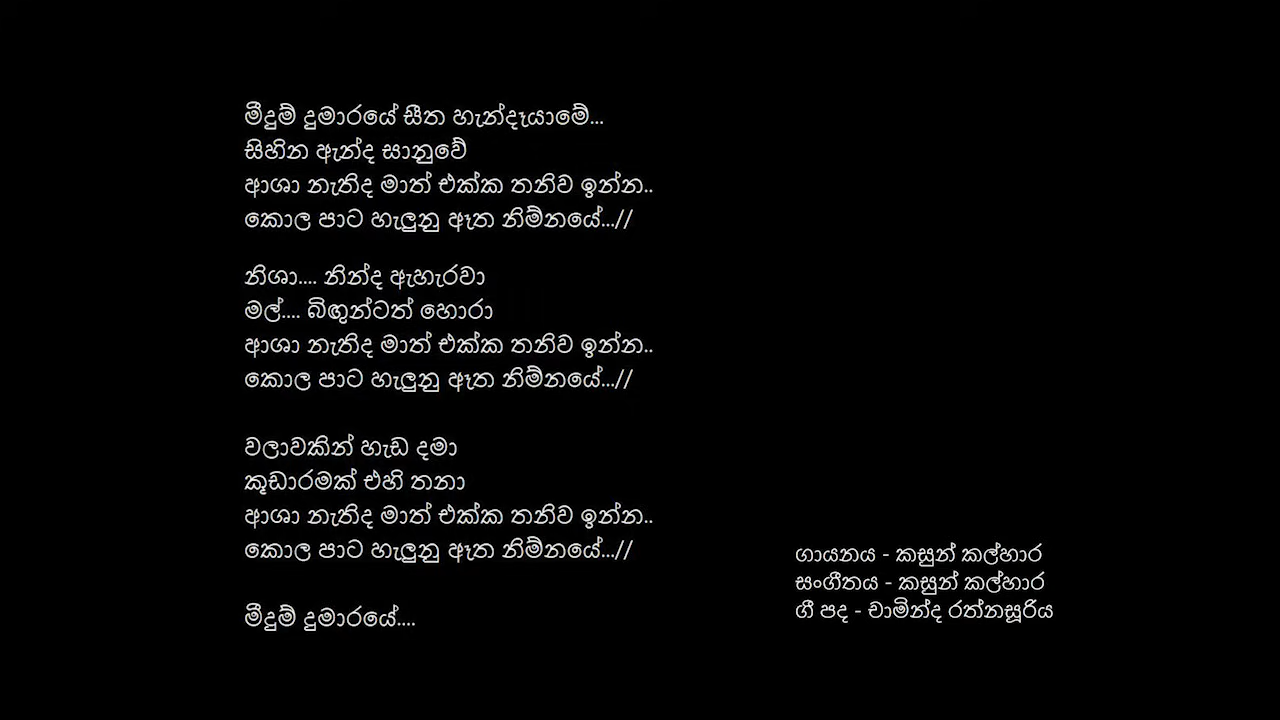 මීදුම් දුමාරයේ සීත හැන්දෑයාමේ...
සිහින ඇන්ද සානුවේ
ආශා නැතිද මාත් එක්ක තනිව ඉන්න..
කොල පාට හැලුනු ඈත නිම්නයේ...//
නිශා.... නින්ද ඇහැරවා
මල්.... බිඟුන්ටත් හොරා
ආශා නැතිද මාත් එක්ක තනිව ඉන්න..
කොල පාට හැලුනු ඈත නිම්නයේ...//
වලාවකින් හැඩ දමා
කූඩාරමක් එහි තනා
ආශා නැතිද මාත් එක්ක තනිව ඉන්න..
කොල පාට හැලුනු ඈත නිම්නයේ...//
මීදුම් දුමාරයේ....
ගායනය - කසුන් කල්හාර
සංගීතය - කසුන් කල්හාර
ගී පද - චාමින්ද රත්නසූරිය